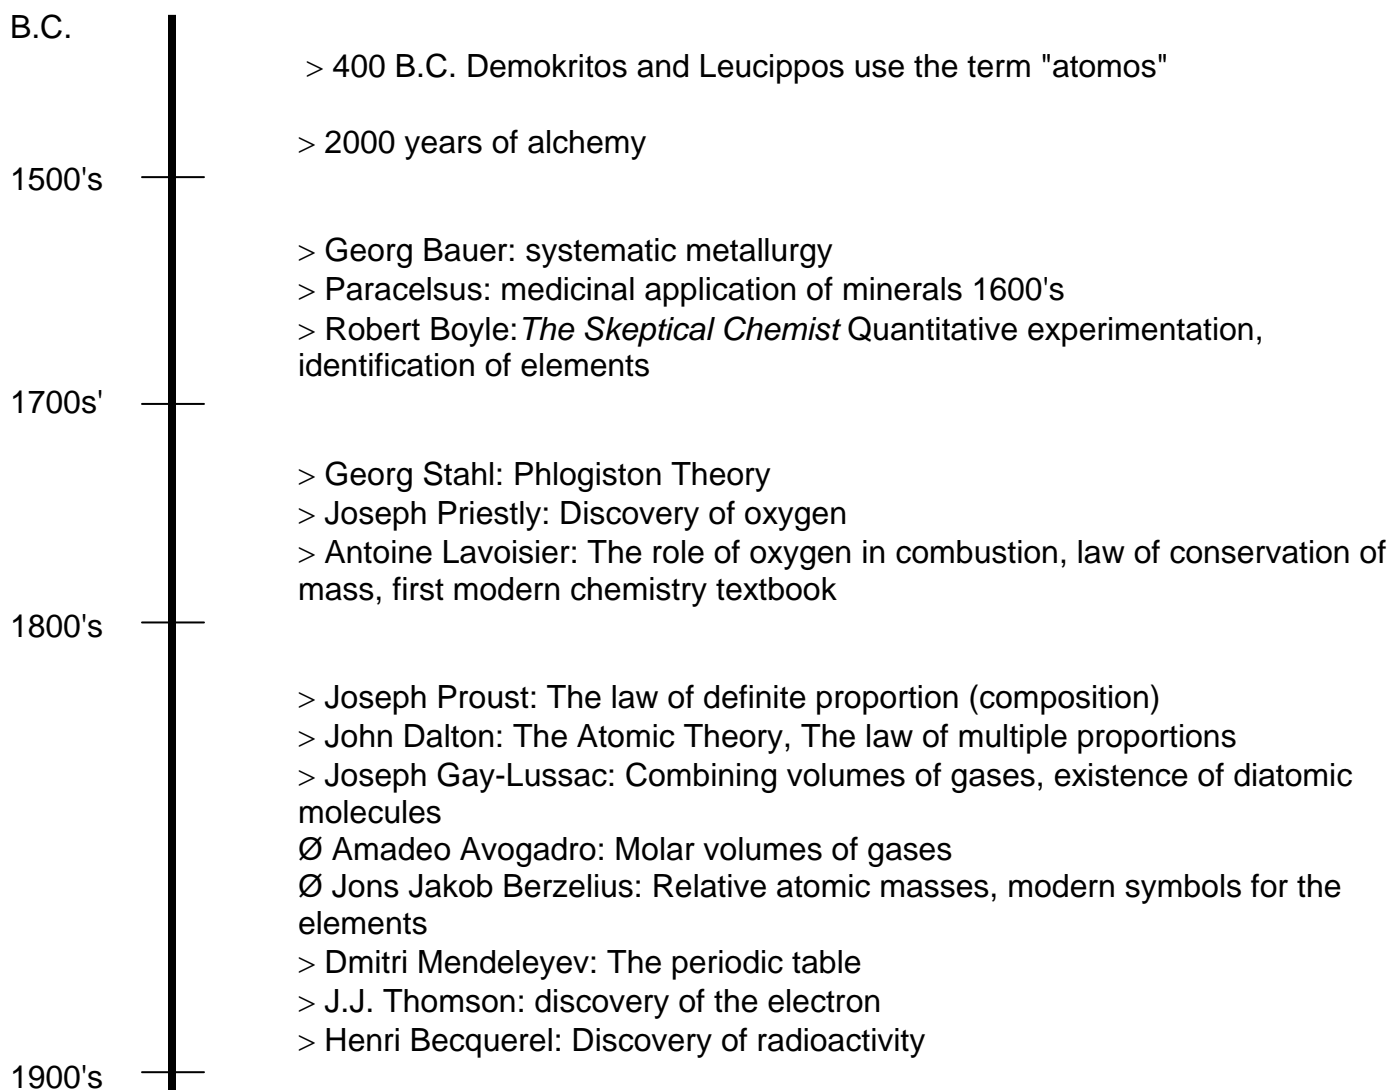 B.C.
> 400 B.C. Demokritos and Leucippos use the term "atomos"
> 2000 years of alchemy
1500's
> Georg Bauer: systematic metallurgy
> Paracelsus: medicinal application of minerals 1600's
> Robert Boyle: The Skeptical Chemist Quantitative experimentation,
identification of elements
1700s'
> Georg Stahl: Phlogiston Theory
> Joseph Priestly: Discovery of oxygen
> Antoine Lavoisier: The role of oxygen in combustion, law of conservation of
mass, first modern chemistry textbook
1800's
> Joseph Proust: The law of definite proportion (composition)
> John Dalton: The Atomic Theory, The law of multiple proportions
> Joseph Gay-Lussac: Combining volumes of gases, existence of diatomic
molecules
Ø Amadeo Avogadro: Molar volumes of gases
Ø Jons Jakob Berzelius: Relative atomic masses, modern symbols for the
elements
> Dmitri Mendeleyev: The periodic table
> J.J. Thomson: discovery of the electron
> Henri Becquerel: Discovery of radioactivity
1900's